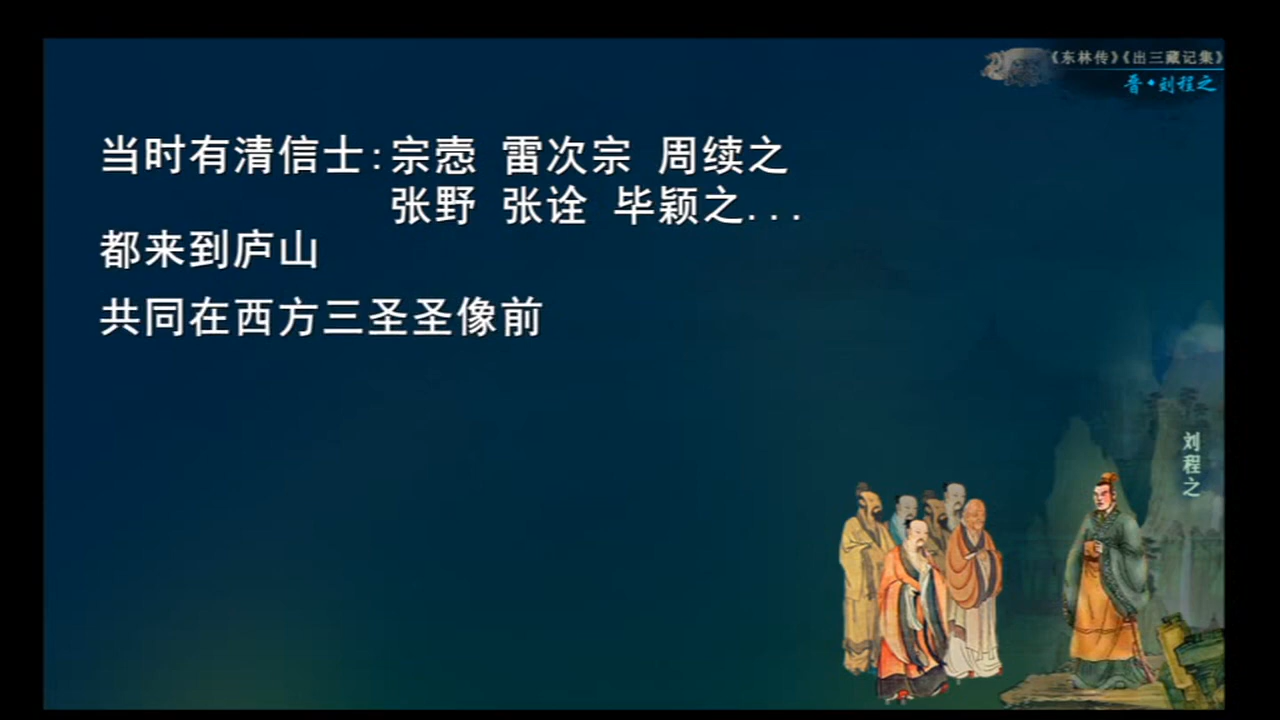 《东林传》《出三藏记集》
晋·刘程之
当时有清信士:宗悫 雷次宗 周续之
张野 张诠 毕颖之...
都来到庐山
共同在西方三圣圣像前
刘程之